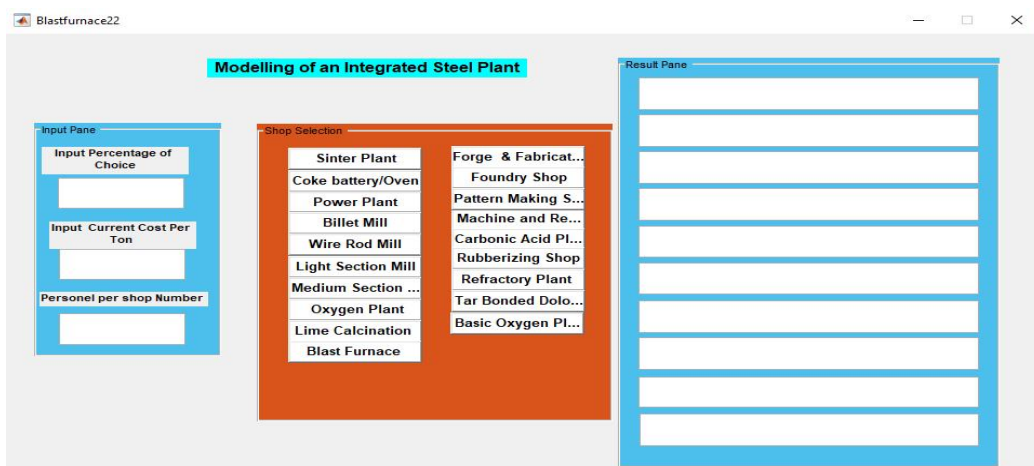 Blastfurnace22
Modelling of an Integrated Steel Plant
Input Pane
Input Percentage of
Choice
Input Current Cost Per
Ton
Personel per shop Number
Shop Selection
Sinter Plant
Coke battery/Oven
Power Plant
Billet Mill
Wire Rod Mill
Light Section Mill
Medium Section ...
Oxygen Plant
Lime Calcination
Blast Furnace
Forge & Fabricat...
Foundry Shop
Pattern Making S...
Machine and Re...
Carbonic Acid Pl...
Rubberizing Shop
Refractory Plant
Tar Bonded Dolo...
Basic Oxygen Pl...
Result Pane